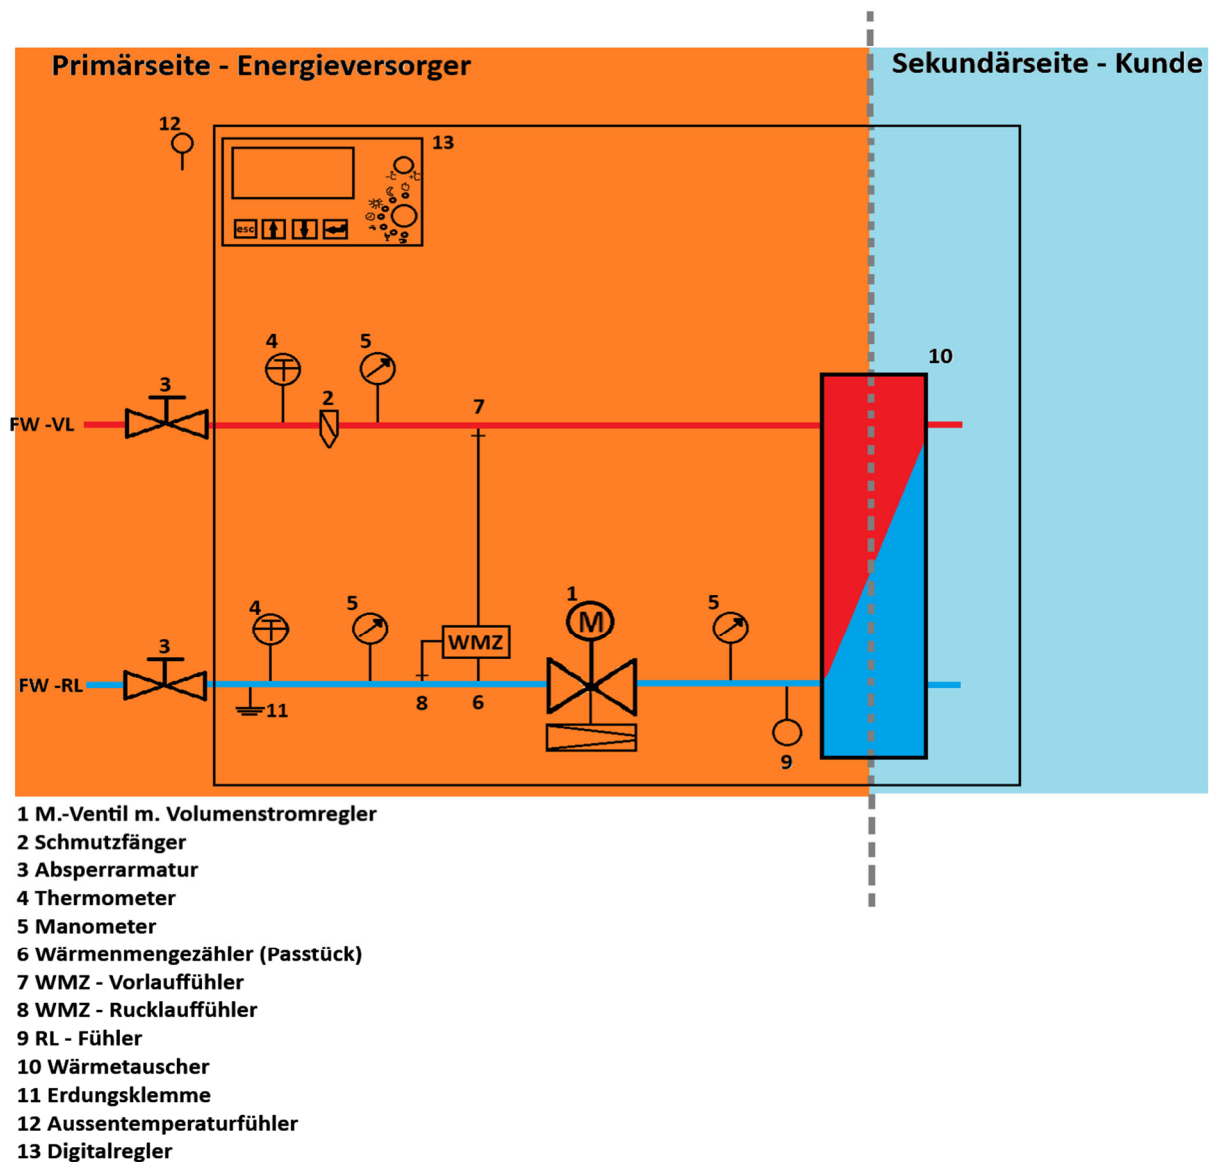 Primärseite - Energieversorger
Sekundärseite - Kunde
12
13
esc
4
5
10
3
2
7
FW -VL
4
5
1
5
M
WMZ
3
FW -RL
11
8
6
9
1 M.-Ventil m. Volumenstromregler
2 Schmutzfänger
3 Absperrarmatur
4 Thermometer
5 Manometer
6 Wärmenmengezähler (Passtück)
7 WMZ - Vorlauffühler
8 WMZ - Rucklauffühler
9 RL - Fühler
10 Wärmetauscher
11 Erdungsklemme
12 Aussentemperaturfühler
13 Digitalregler